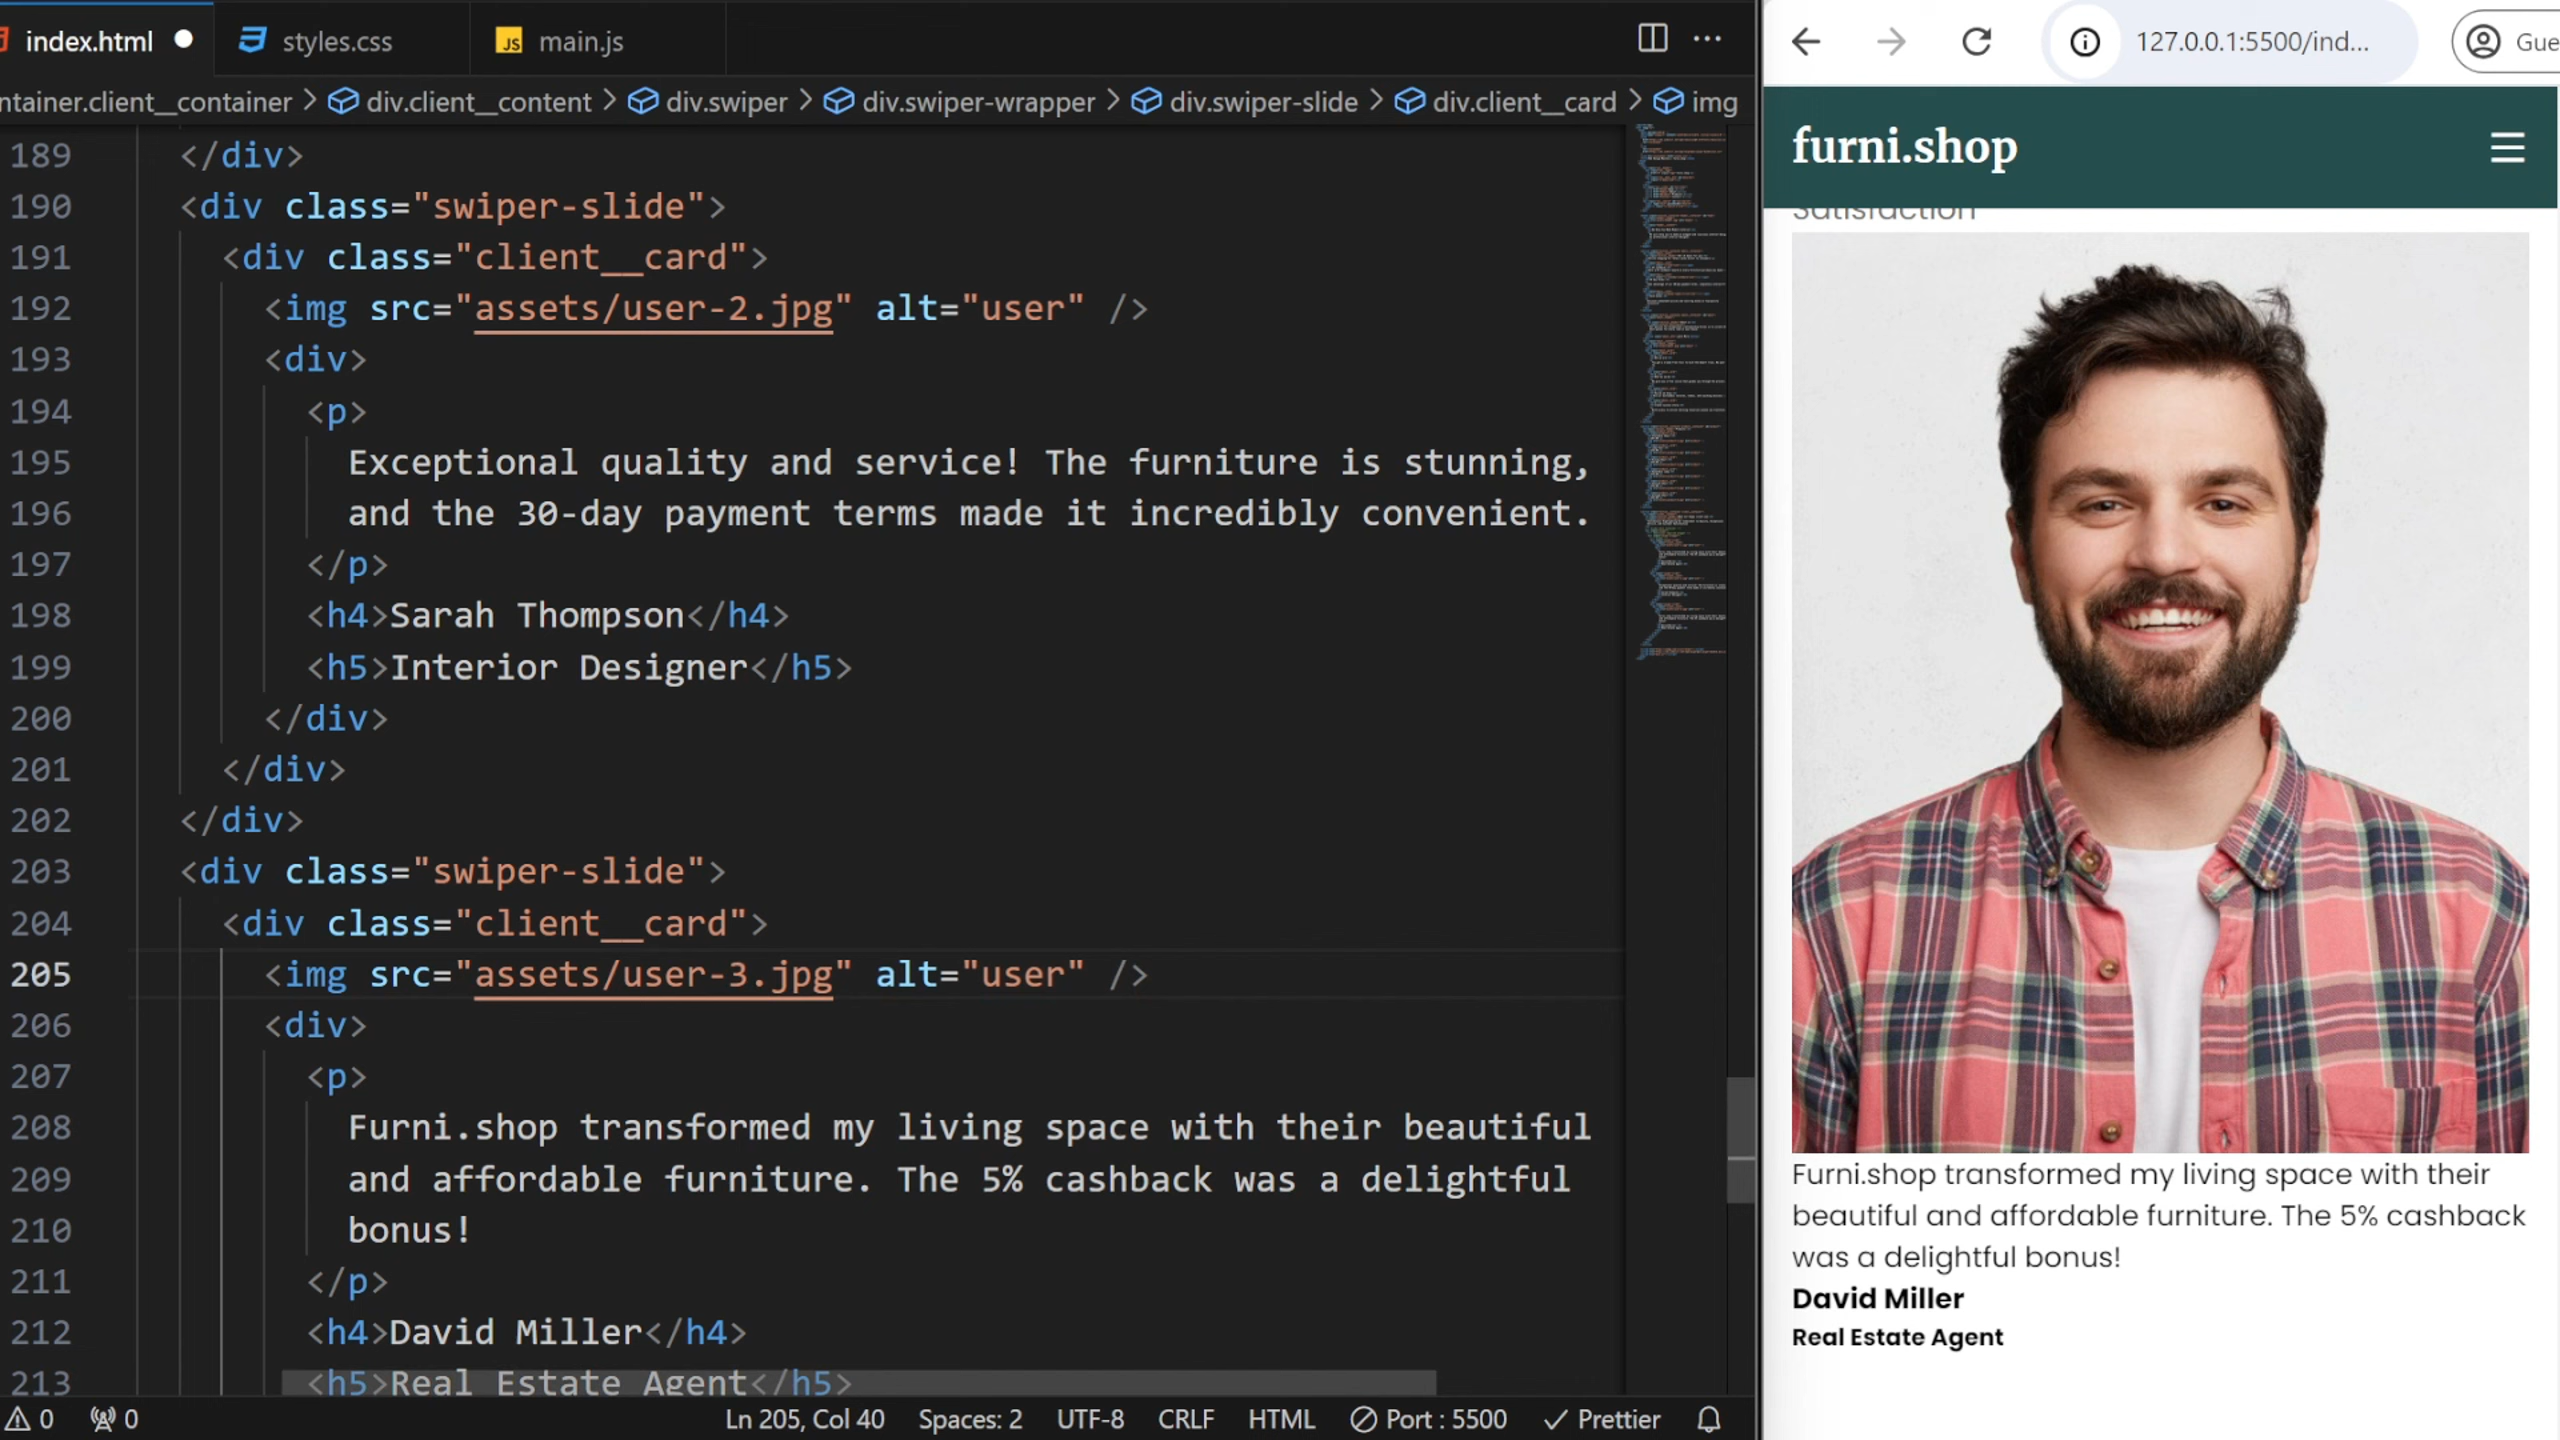 index.html
styles.css
JS main.js
ntainer.client__container > div.client__content > div.swiper > div.swiper-wrapper > div.swiper-slide > div.client__card > img
189 </div>
190 <div class="swiper-slide">
191 <div class="client__card">
192 <img src="assets/user-2.jpg" alt="user" />
193 <div>
194 <p>
195 Exceptional quality and service! The furniture is stunning,
196 and the 30-day payment terms made it incredibly convenient.
197 </p>
198 <h4>Sarah Thompson</h4>
199 <h5>Interior Designer</h5>
200 </div>
201 </div>
202 </div>
203 <div class="swiper-slide">
204 <div class="client__card">
205 <img src="assets/user-3.jpg" alt="user" />
206 <div>
207 <p>
208 Furni.shop transformed my living space with their beautiful
209 and affordable furniture. The 5% cashback was a delightful
210 bonus!
211 </p>
212 <h4>David Miller</h4>
213 <h5>Real Estate Agent</h5>
0 0 Ln 205, Col 40 Spaces: 2 UTF-8 CRLF HTML Port : 5500 Prettier
127.0.0.1:5500/ind...
Gue
furni.shop
Satisfaction
Furni.shop transformed my living space with their
beautiful and affordable furniture. The 5% cashback
was a delightful bonus!
David Miller
Real Estate Agent